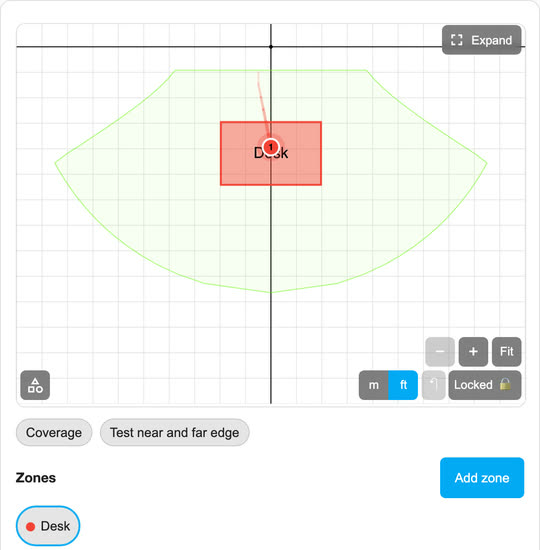 Expand
Desk
1
Fit
m ft Locked
Coverage Test near and far edge
Zones
Add zone
Desk